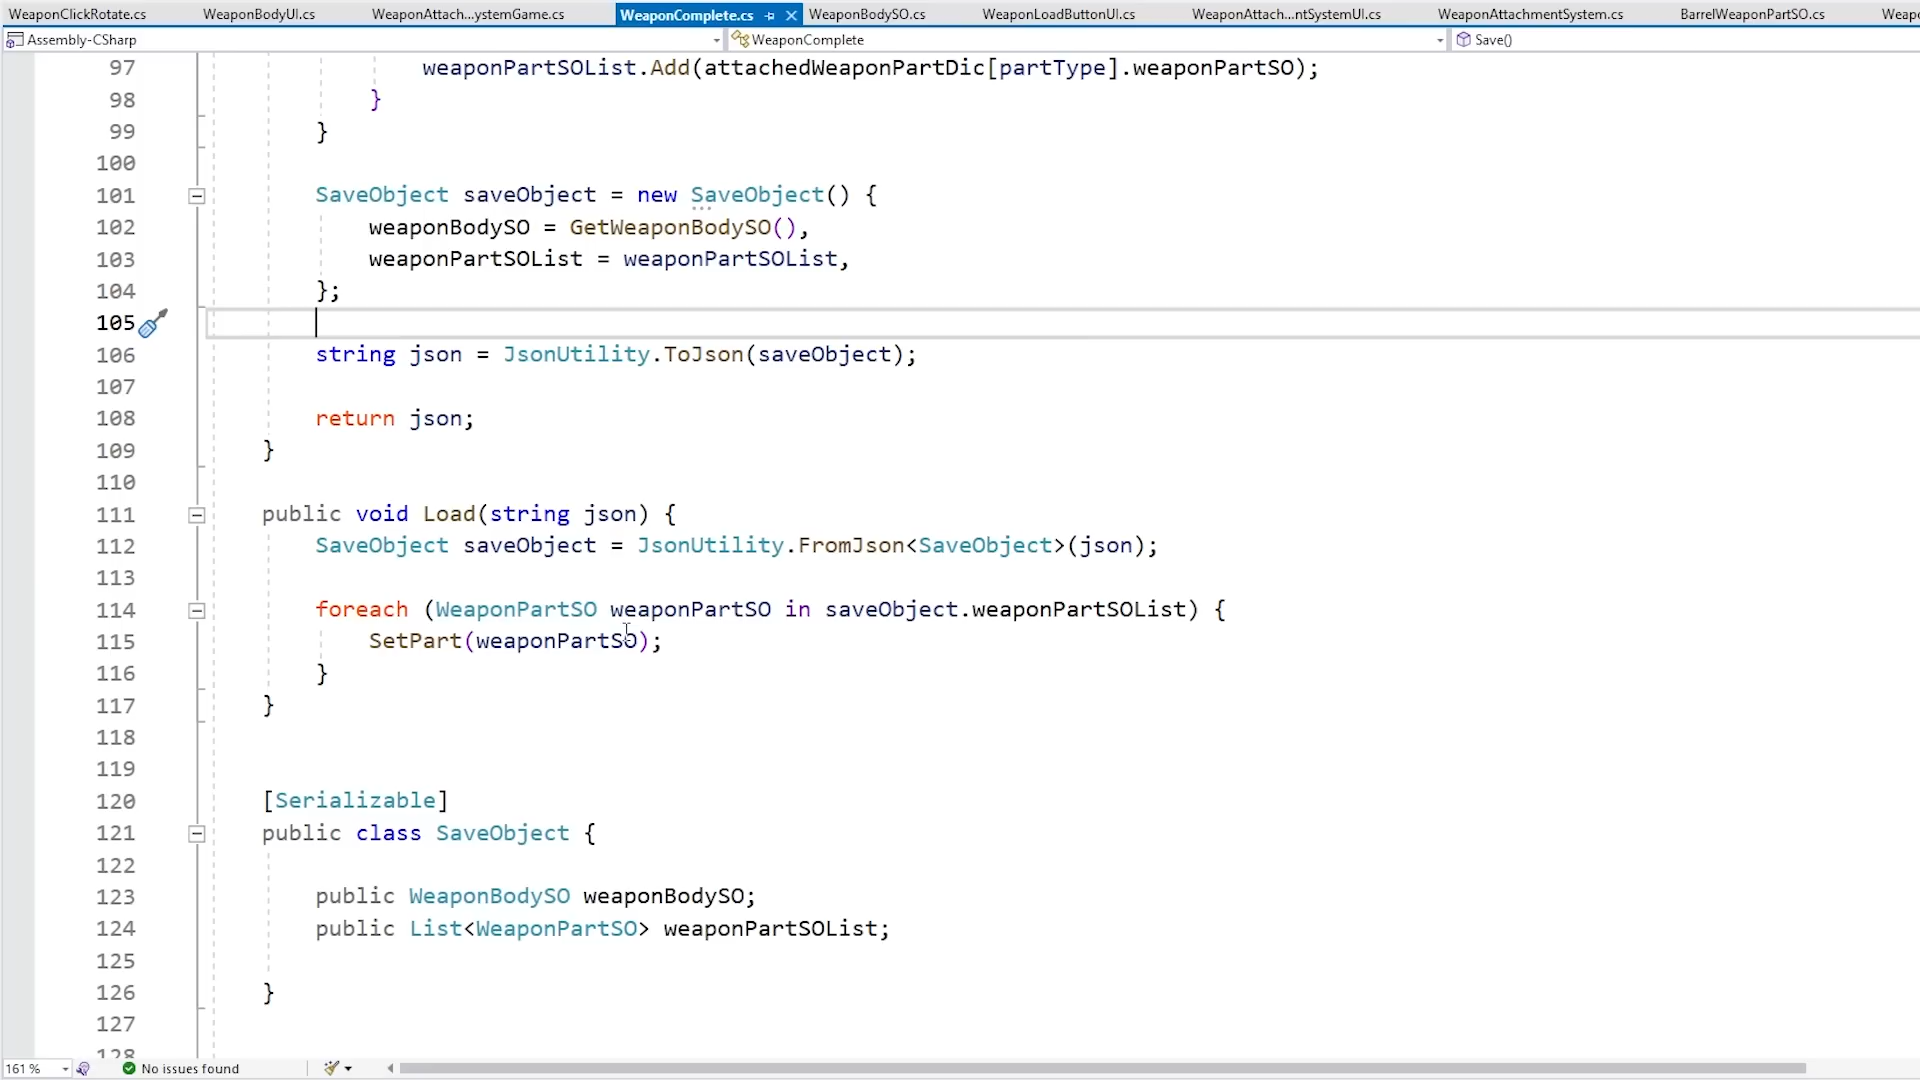 WeaponClickRotate.cs WeaponBodyUI.cs WeaponAttach...ystemGame.cs WeaponComplete.cs WeaponBodySO.cs WeaponLoadButtonUI.cs WeaponAttach...ntSystemUI.cs WeaponAttachmentSystem.cs BarrelWeaponPartSO.cs Weapo
Assembly-CSharp WeaponComplete Save()
97 weaponPartSOList.Add(attachedWeaponPartDic[partType].weaponPartSO);
98 }
99 }
100
101 SaveObject saveObject = new SaveObject() {
102 weaponBodySO = GetWeaponBodySO(),
103 weaponPartSOList = weaponPartSOList,
104 };
105
106 string json = JsonUtility.ToJson(saveObject);
107
108 return json;
109 }
110
111 public void Load(string json) {
112 SaveObject saveObject = JsonUtility.FromJson<SaveObject>(json);
113
114 foreach (WeaponPartSO weaponPartSO in saveObject.weaponPartSOList) {
115 SetPart(weaponPartSO);
116 }
117 }
118
119
120 [Serializable]
121 public class SaveObject {
122
123 public WeaponBodySO weaponBodySO;
124 public List<WeaponPartSO> weaponPartSOList;
125
126 }
127
128
161 % No issues found